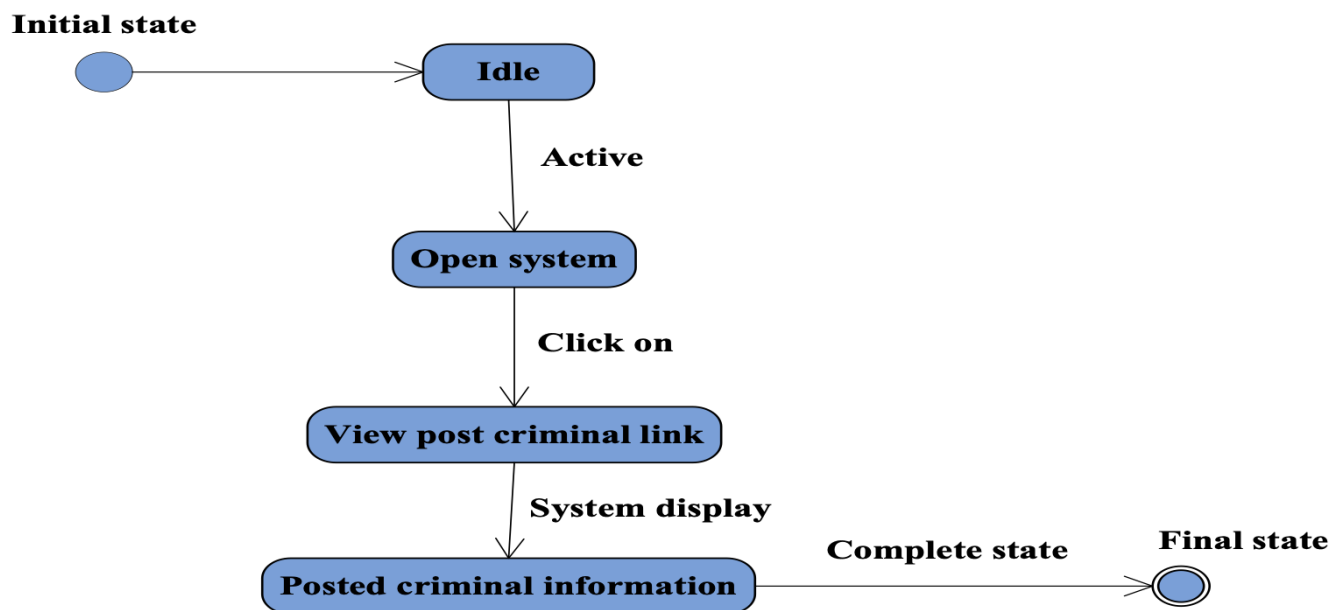 Initial state
Idle
Active
Open system
Click on
View post criminal link
System display
Complete state
Final state
Posted criminal information